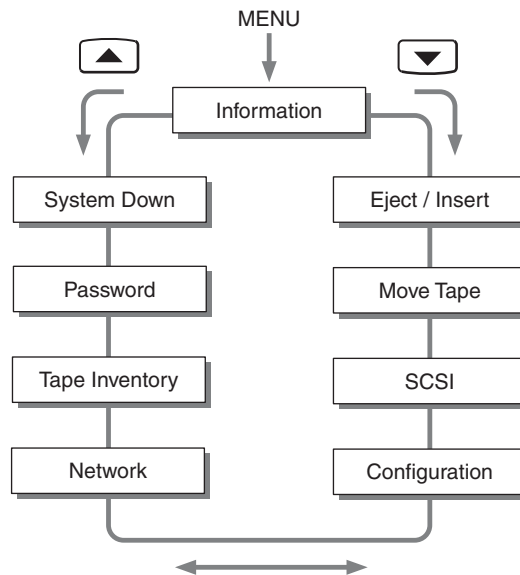 MENU
Information
System Down
Eject / Insert
Password
Move Tape
Tape Inventory
SCSI
Network
Configuration